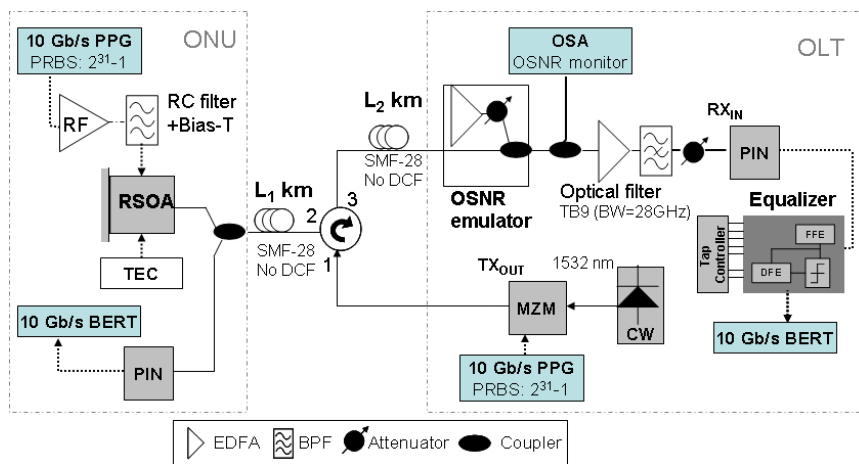 ONU
10 Gb/s PPG
PRBS: 2³¹-1
RF
RC filter
+Bias-T
RSOA
TEC
10 Gb/s BERT
PIN
L₁ km
SMF-28
No DCF
1
2
3
L₂ km
SMF-28
No DCF
OLT
OSA
OSNR monitor
OSNR
emulator
Optical filter
TB9 (BW=28GHz)
RX_IN
PIN
Equalizer
Tap
Controller
FFE
DFE
10 Gb/s BERT
TX_OUT
1532 nm
MZM
CW
10 Gb/s PPG
PRBS: 2³¹-1
EDFA
BPF
Attenuator
Coupler